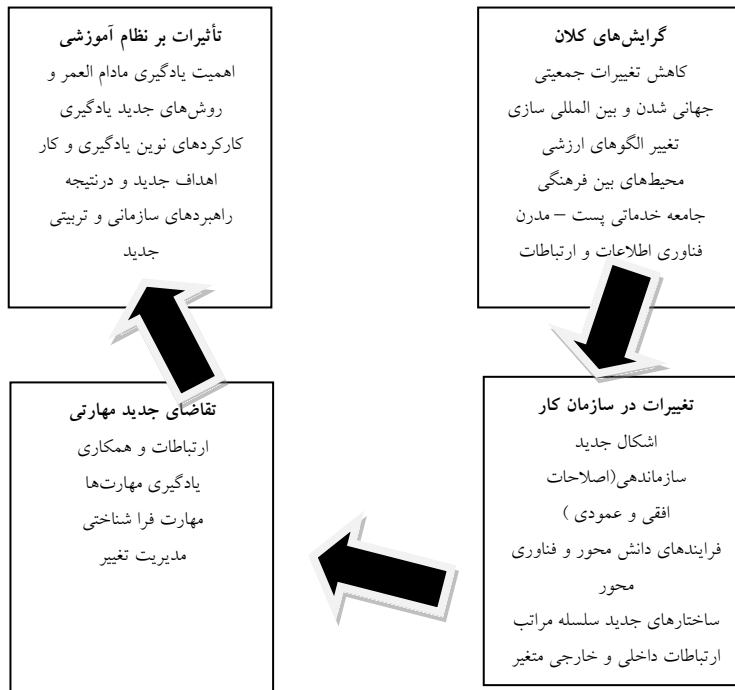 گرایش‌های کلان
کاهش تغییرات جمعیتی
جهانی شدن و بین المللی سازی
تغییر الگوهای ارزشی
محیط‌های بین فرهنگی
جامعه خدماتی پست – مدرن
فناوری اطلاعات و ارتباطات
تغییرات در سازمان کار
اشکال جدید
سازماندهی(اصلاحات
افقی و عمودی )
فرایندهای دانش محور و فناوری
محور
ساختارهای جدید سلسله مراتب
ارتباطات داخلی و خارجی متغیر
تقاضای جدید مهارتی
ارتباطات و همکاری
یادگیری مهارت‌ها
مهارت فرا شناختی
مدیریت تغییر
تأثیرات بر نظام آموزشی
اهمیت یادگیری مادام العمر و
روش‌های جدید یادگیری
کارکردهای نوین یادگیری و کار
اهداف جدید و درنتیجه
راهبردهای سازمانی و تربیتی
جدید